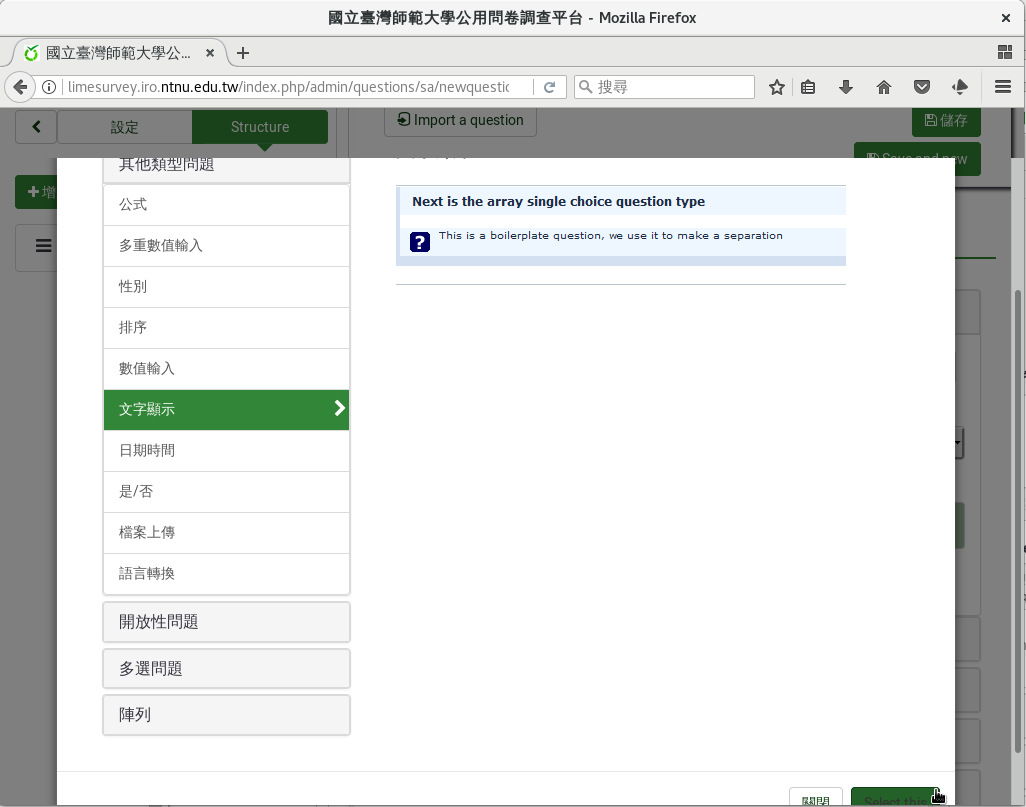 國立臺灣師範大學公用問卷調查平台 - Mozilla Firefox
國立臺灣師範大學公...
limesurvey.iro.ntnu.edu.tw/index.php/admin/questions/sa/newquestic
搜尋
設定
Structure
Import a question
儲存
Save and new
增
其他類型問題
公式
多重數值輸入
性別
排序
數值輸入
文字顯示
日期時間
是/否
檔案上傳
語言轉換
開放性問題
多選問題
陣列
Next is the array single choice question type
This is a boilerplate question, we use it to make a separation
關閉
Select this